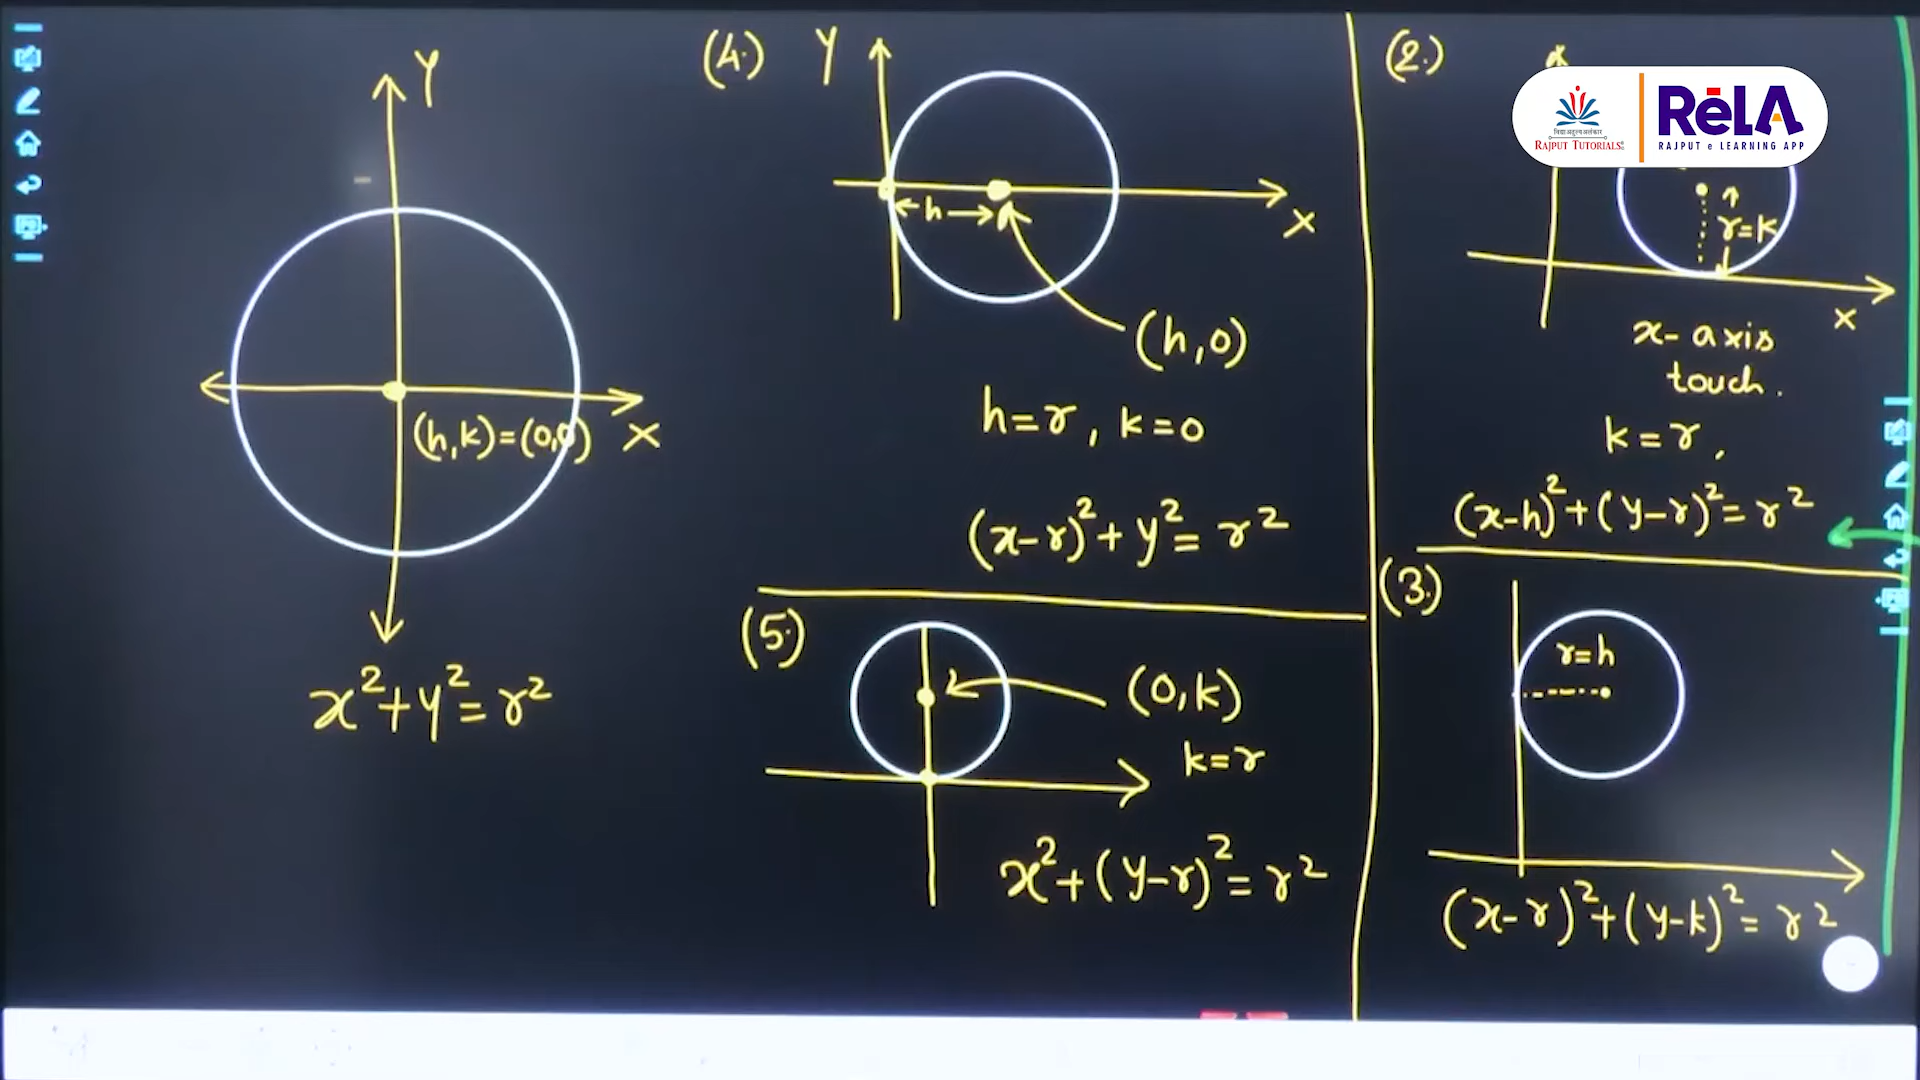 Y
(h,k)=(0,0) X
x²+y²=r²
(4.) Y
←h→
X
(h,0)
h=r, k=0
(x-r)²+y²=r²
(5.)
(0,k)
k=r
x²+(y-r)²=r²
(2.)
RAJPUT TUTORIALS
RELA
RAJPUT e LEARNING APP
r=k
X
x-axis
touch.
k=r,
(x-h)²+(y-r)²=r²
(3.)
r=h
(x-r)²+(y-k)²=r²